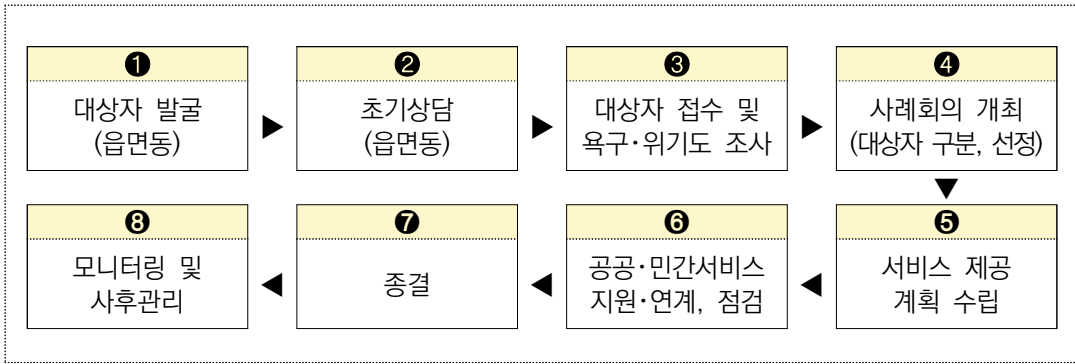 ❶
대상자 발굴
(읍면동)
▶
❷
초기상담
(읍면동)
▶
❸
대상자 접수 및
욕구·위기도 조사
▶
❹
사례회의 개최
(대상자 구분, 선정)
▼
❺
서비스 제공
계획 수립
◀
❻
공공·민간서비스
지원·연계, 점검
◀
❼
종결
◀
❽
모니터링 및
사후관리